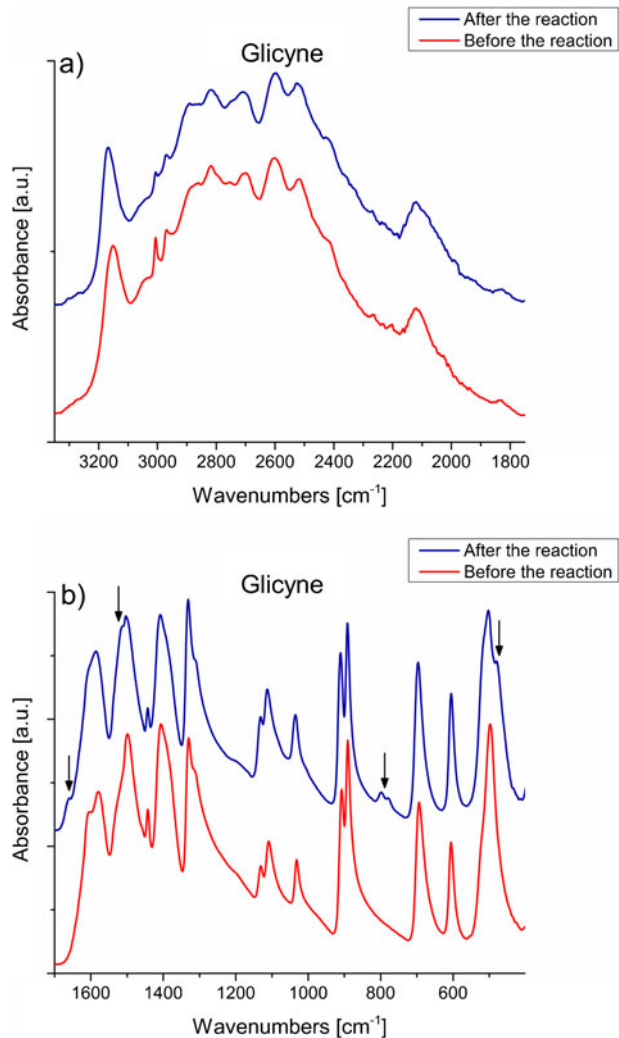 After the reaction
Before the reaction
a)
Glicyne
Absorbance [a.u.]
3200 3000 2800 2600 2400 2200 2000 1800
Wavenumbers [cm⁻¹]
After the reaction
Before the reaction
b)
Glicyne
Absorbance [a.u.]
1600 1400 1200 1000 800 600
Wavenumbers [cm⁻¹]